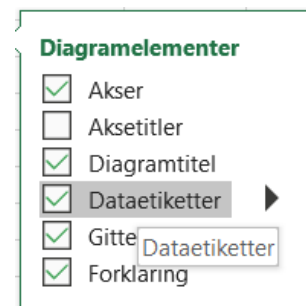 Diagramelementer
Akser
Aksetitler
Diagramtitel
Dataetiketter
Gitte
Dataetiketter
Forklaring